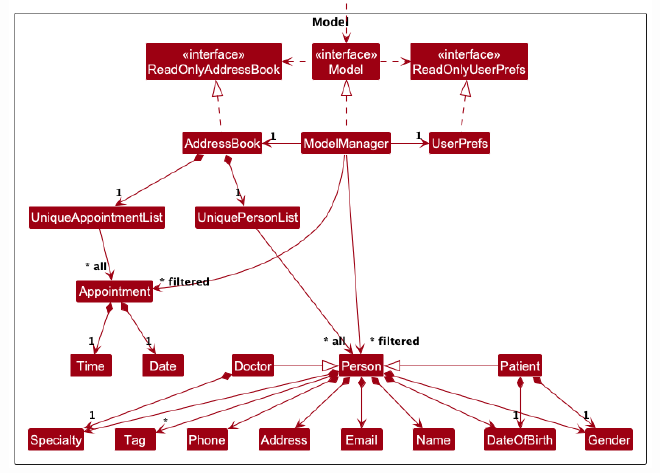 Model
«interface»
ReadOnlyAddressBook
«interface»
Model
«interface»
ReadOnlyUserPrefs
AddressBook
1
ModelManager
1
UserPrefs
1
1
UniqueAppointmentList
UniquePersonList
* all
* filtered
Appointment
1
1
* all
* filtered
Time
Date
Doctor
Person
Patient
1
*
1
1
Specialty
Tag
Phone
Address
Email
Name
DateOfBirth
Gender